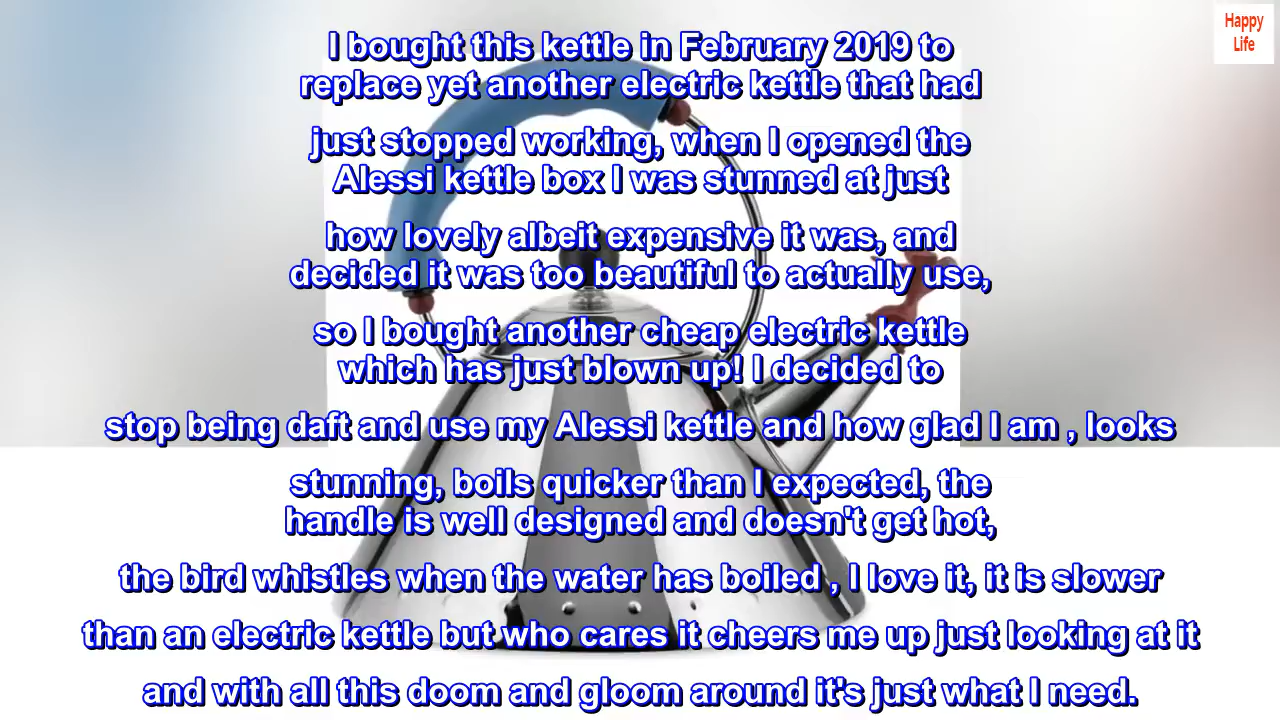 Happy
Life
I bought this kettle in February 2019 to
replace yet another electric kettle that had
just stopped working, when I opened the
Alessi kettle box I was stunned at just
how lovely albeit expensive it was, and
decided it was too beautiful to actually use,
so I bought another cheap electric kettle
which has just blown up! I decided to
stop being daft and use my Alessi kettle and how glad I am , looks
stunning, boils quicker than I expected, the
handle is well designed and doesn't get hot,
the bird whistles when the water has boiled , I love it, it is slower
than an electric kettle but who cares it cheers me up just looking at it
and with all this doom and gloom around it's just what I need.